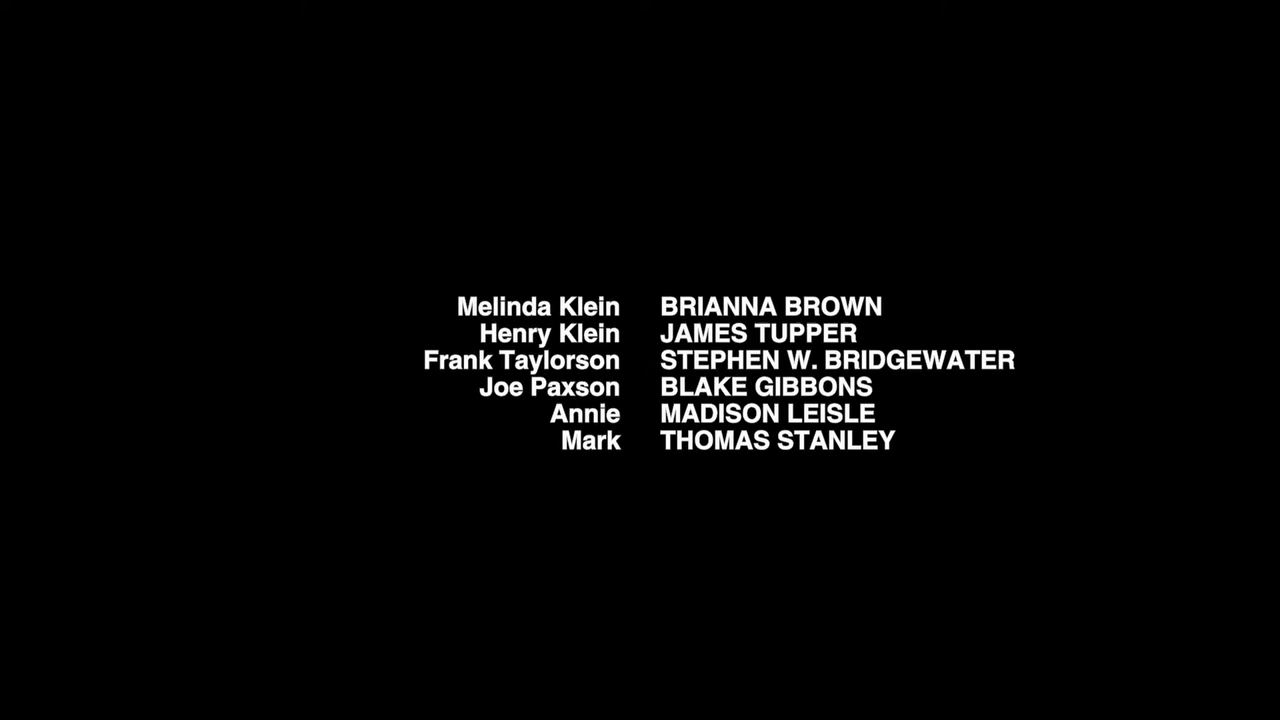 Melinda Klein BRIANNA BROWN
Henry Klein JAMES TUPPER
Frank Taylorson STEPHEN W. BRIDGEWATER
Joe Paxson BLAKE GIBBONS
Annie MADISON LEISLE
Mark THOMAS STANLEY